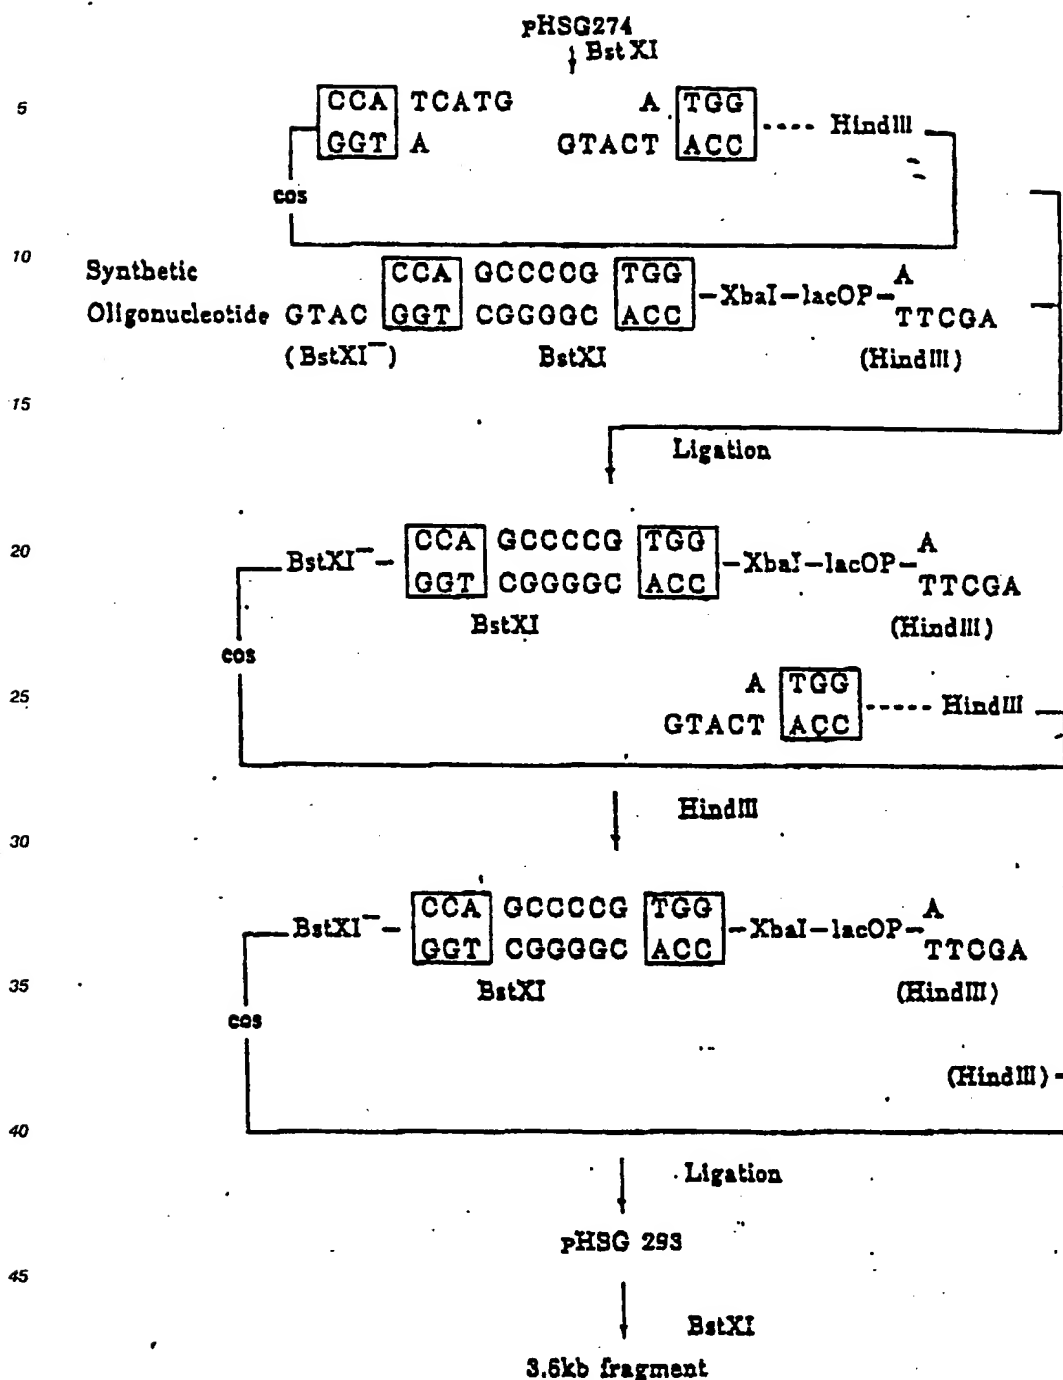 pHSG274
BstXI
5
CCA TCATG A TGG
GGT A GTACT ACC ---- HindIII
cos
10
Synthetic CCA GCCCCG TGG A
Oligonucleotide GTAC GGT CGGGGC ACC –XbaI–lacOP– TTCGA
(BstXI⁻) BstXI (HindIII)
15
Ligation
20
BstXI⁻– CCA GCCCCG TGG –XbaI–lacOP– A
GGT CGGGGC ACC TTCGA
BstXI (HindIII)
cos
25
A TGG
GTACT ACC ----- HindIII
HindIII
30
BstXI⁻– CCA GCCCCG TGG –XbaI–lacOP– A
GGT CGGGGC ACC TTCGA
35
BstXI (HindIII)
cos
(HindIII)
40
Ligation
pHSG 293
45
BstXI
3.6kb fragment